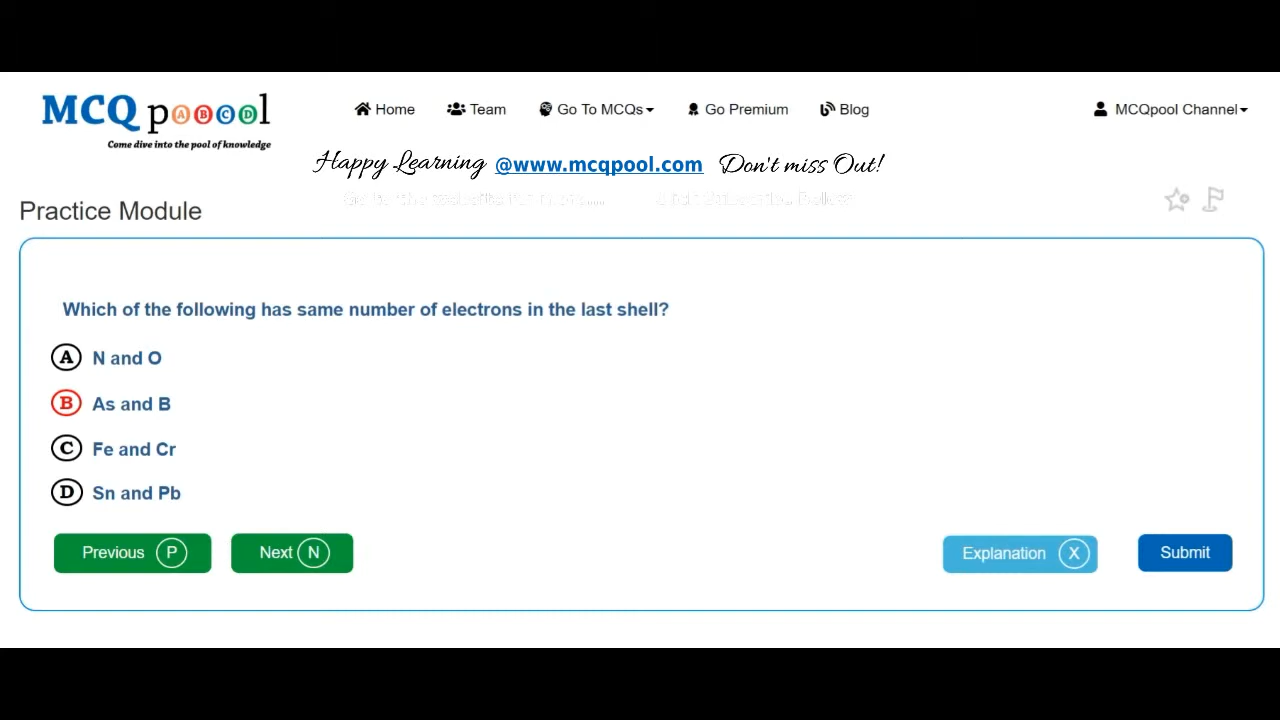 MCQ pooool
Come dive into the pool of knowledge
Home Team Go To MCQs Go Premium Blog MCQpool Channel
Happy Learning @www.mcqpool.com Don't miss Out!
Practice Module
Which of the following has same number of electrons in the last shell?
A N and O
B As and B
C Fe and Cr
D Sn and Pb
Previous P Next N Explanation X Submit